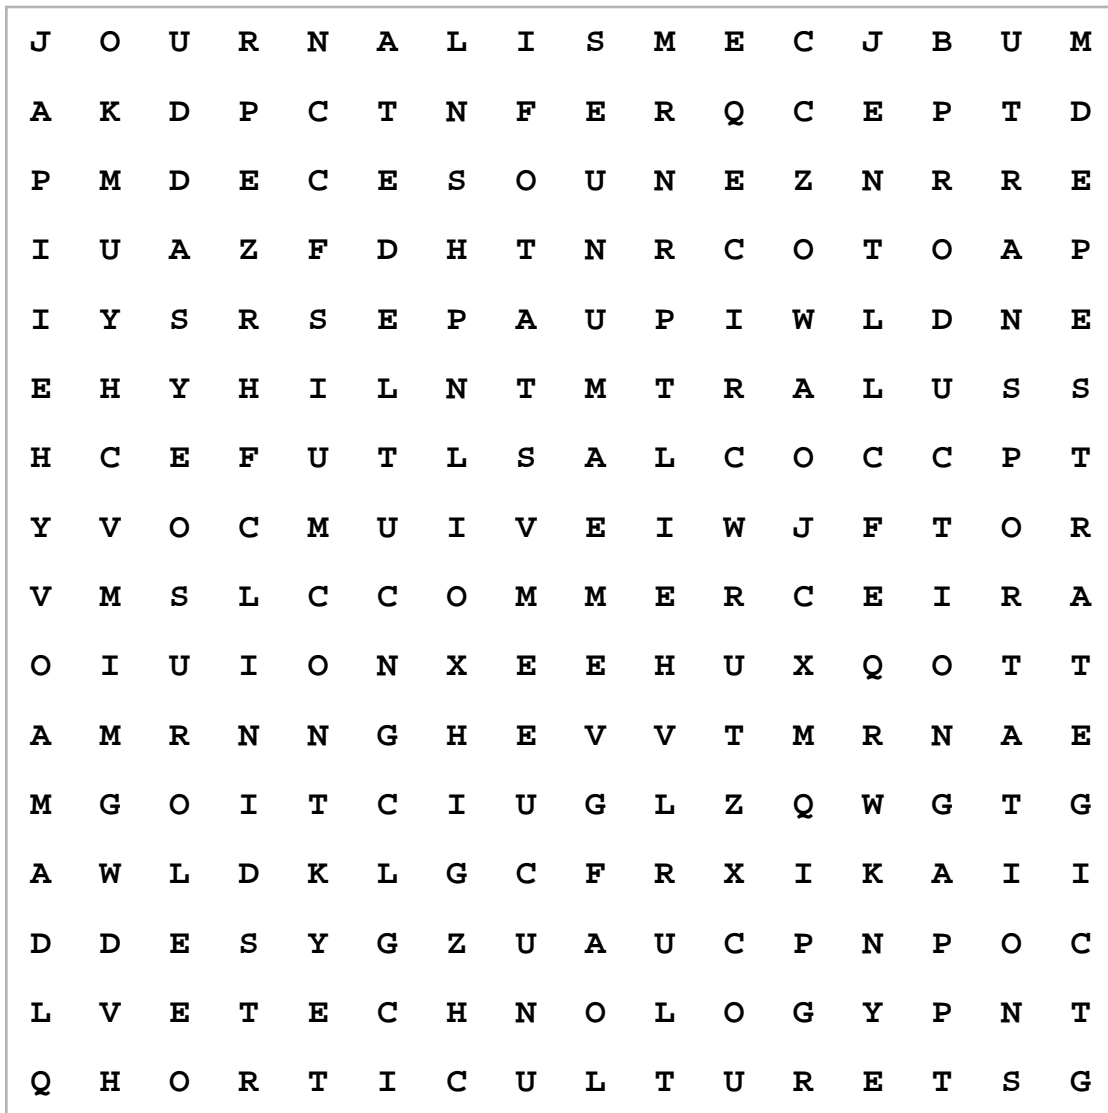 J O U R N A L I S M E C J B U M
A K D P C T N F E R Q C E P T D
P M D E C E S O U N E Z N R R E
I U A Z F D H T N R C O T O A P
I Y S R S E P A U P I W L D N E
E H Y H I L N T M T R A L U S S
H C E F U T L S A L C O C C P T
Y V O C M U I V E I W J F T O R
V M S L C C O M M E R C E I R A
O I U I O N X E E H U X Q O T T
A M R N N G H E V V T M R N A E
M G O I T C I U G L Z Q W G T G
A W L D K L G C F R X I K A I I
D D E S Y G Z U A U C P N P O C
L V E T E C H N O L O G Y P N T
Q H O R T I C U L T U R E T S G